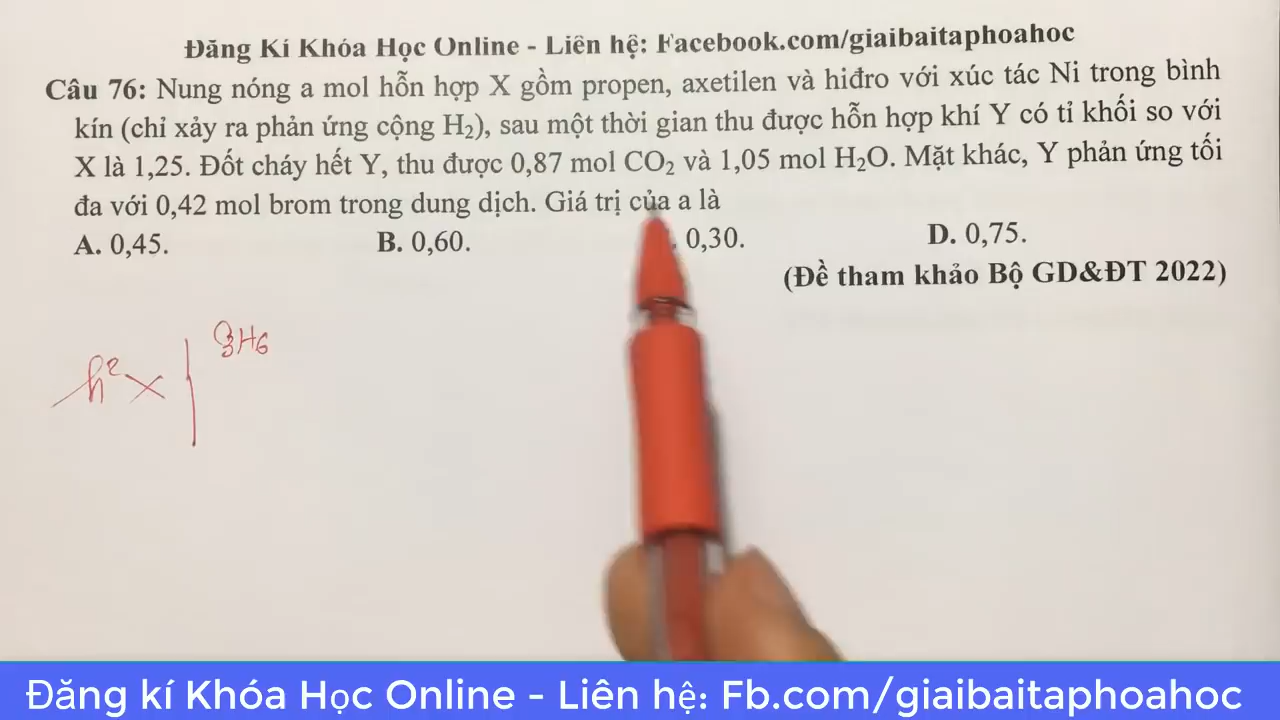 Đăng Kí Khóa Học Online - Liên hệ: Facebook.com/giaibaitaphoahoc
Câu 76: Nung nóng a mol hỗn hợp X gồm propen, axetilen và hiđro với xúc tác Ni trong bình
kín (chỉ xảy ra phản ứng cộng H₂), sau một thời gian thu được hỗn hợp khí Y có tỉ khối so với
X là 1,25. Đốt cháy hết Y, thu được 0,87 mol CO₂ và 1,05 mol H₂O. Mặt khác, Y phản ứng tối
đa với 0,42 mol brom trong dung dịch. Giá trị của a là
A. 0,45. B. 0,60. . 0,30. D. 0,75.
(Đề tham khảo Bộ GD&ĐT 2022)
C₃H₆
h² X
Đăng kí Khóa Học Online - Liên hệ: Fb.com/giaibaitaphoahoc